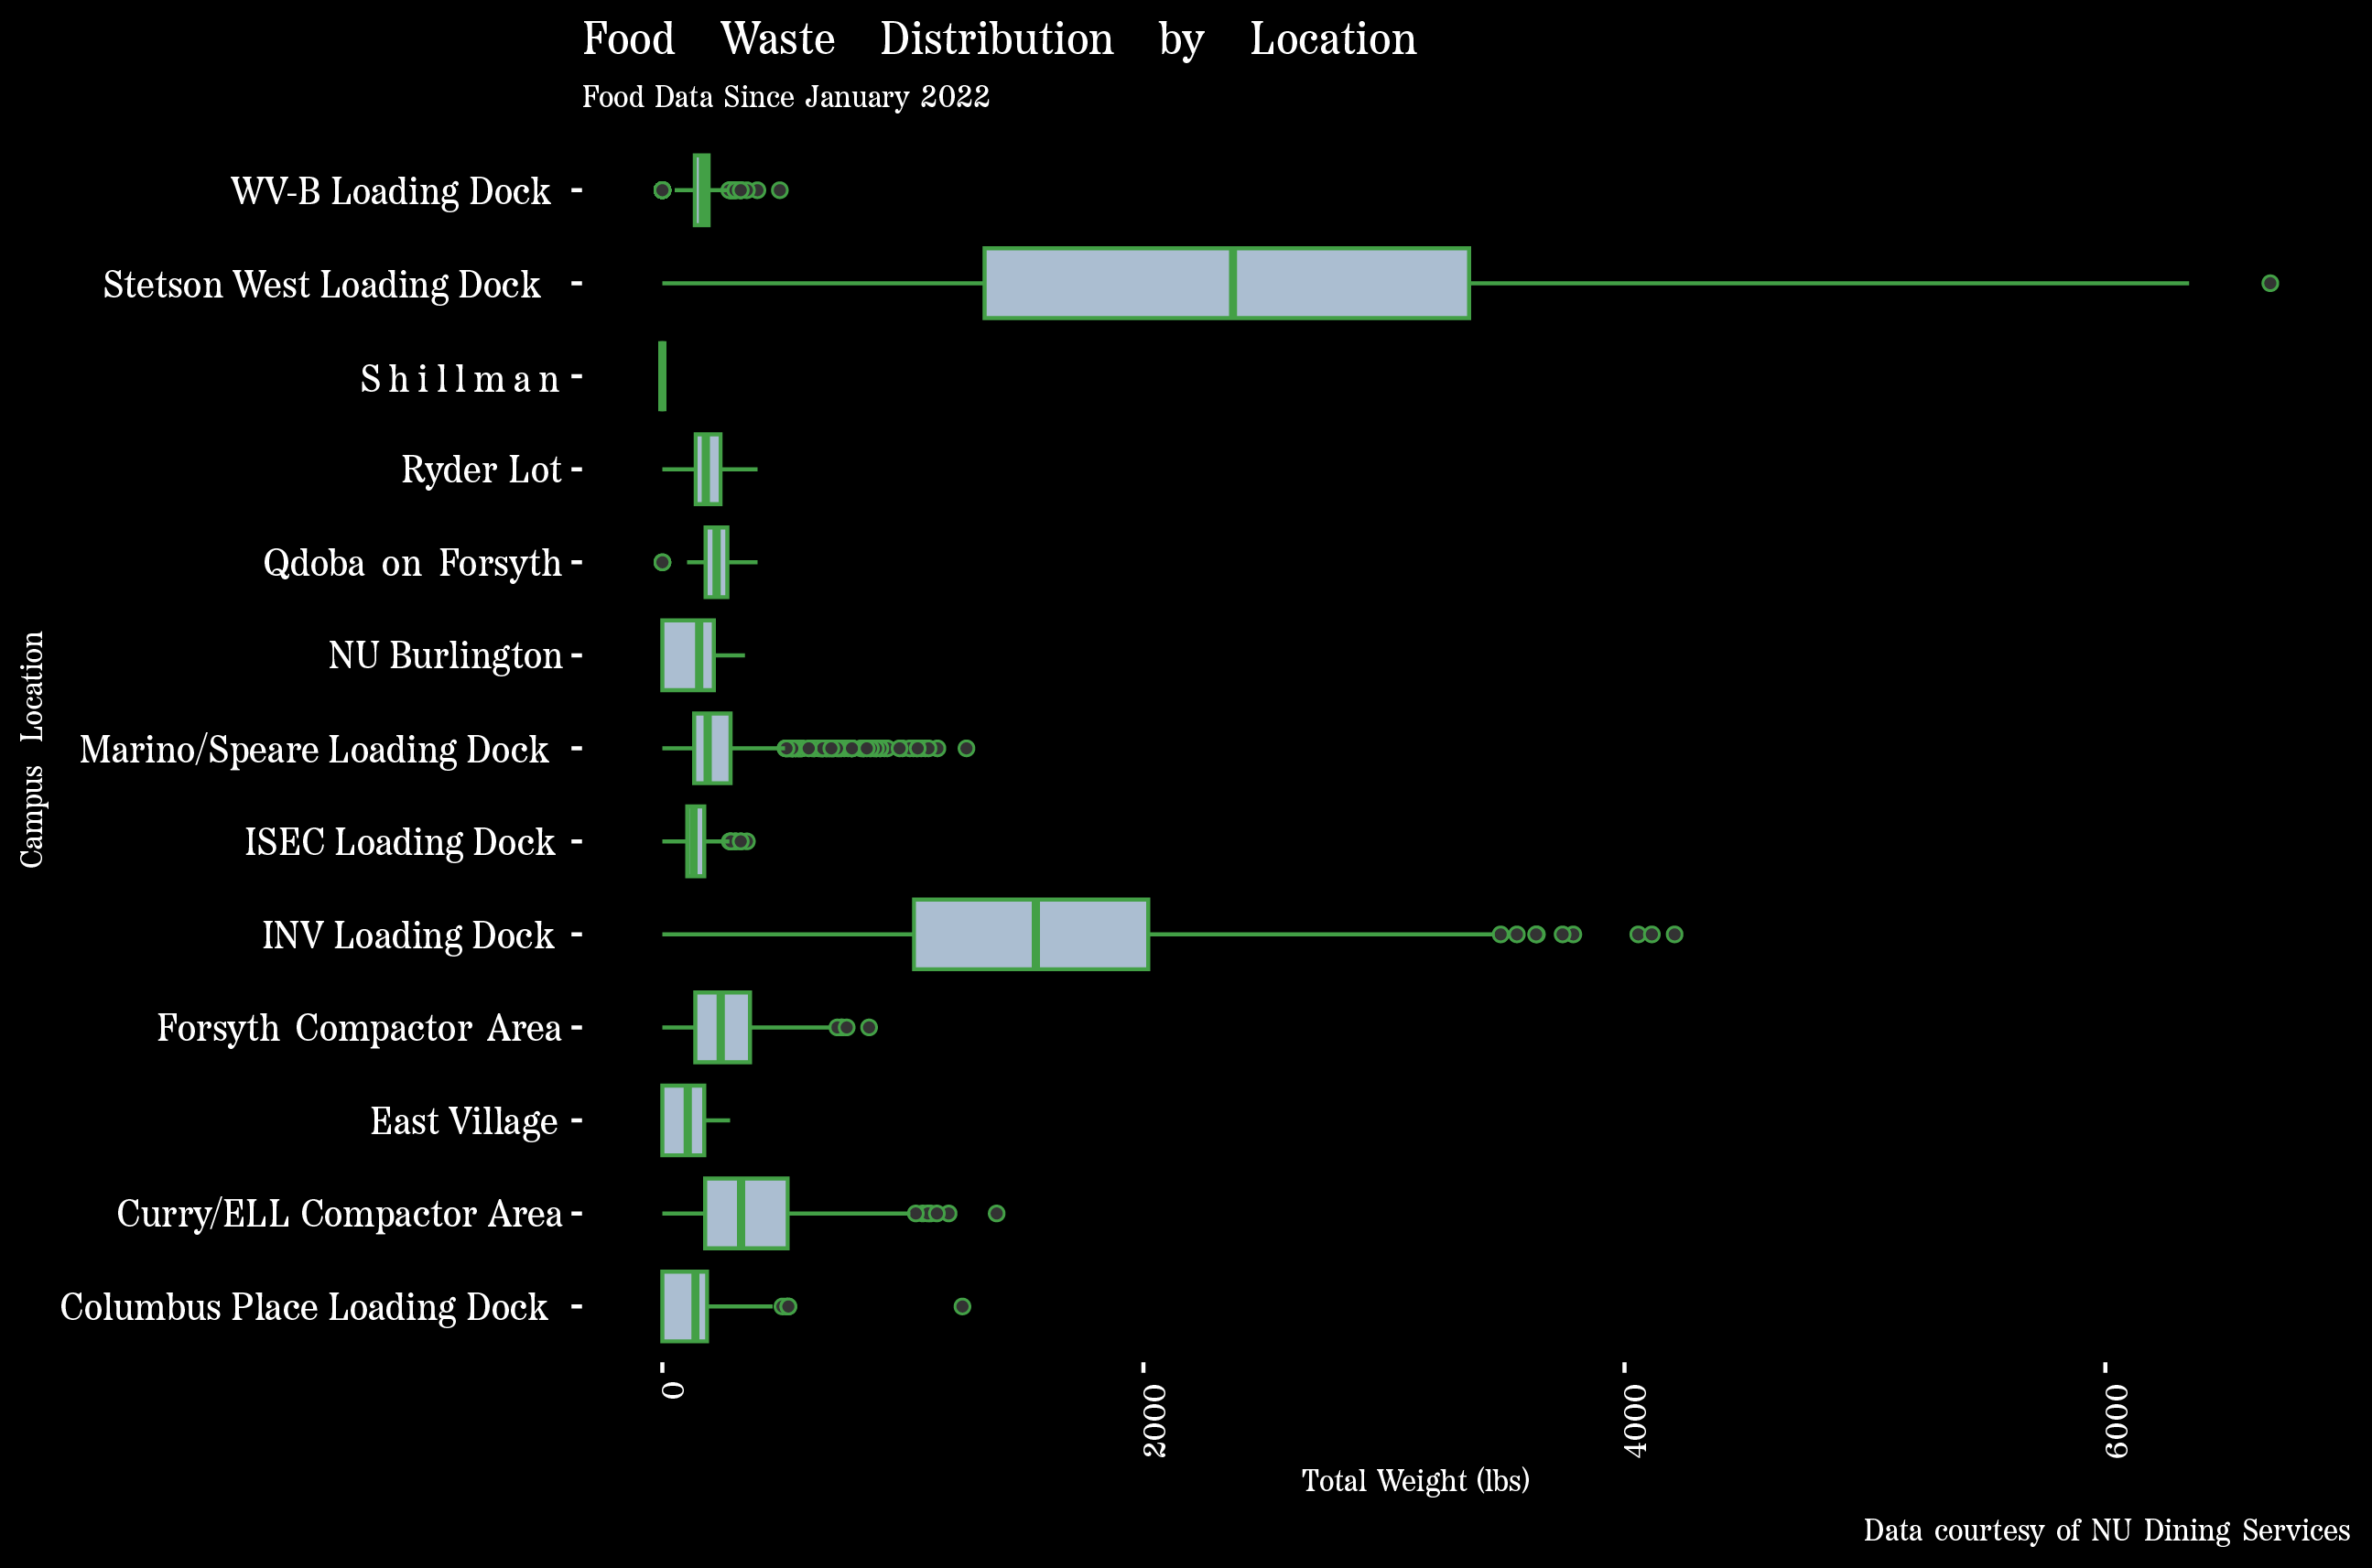 Food Waste Distribution by Location
Food Data Since January 2022
WV-B Loading Dock
Stetson West Loading Dock
Shillman
Ryder Lot
Qdoba on Forsyth
NU Burlington
Marino/Speare Loading Dock
ISEC Loading Dock
INV Loading Dock
Forsyth Compactor Area
East Village
Curry/ELL Compactor Area
Columbus Place Loading Dock
Campus Location
0
2000
4000
6000
Total Weight (lbs)
Data courtesy of NU Dining Services